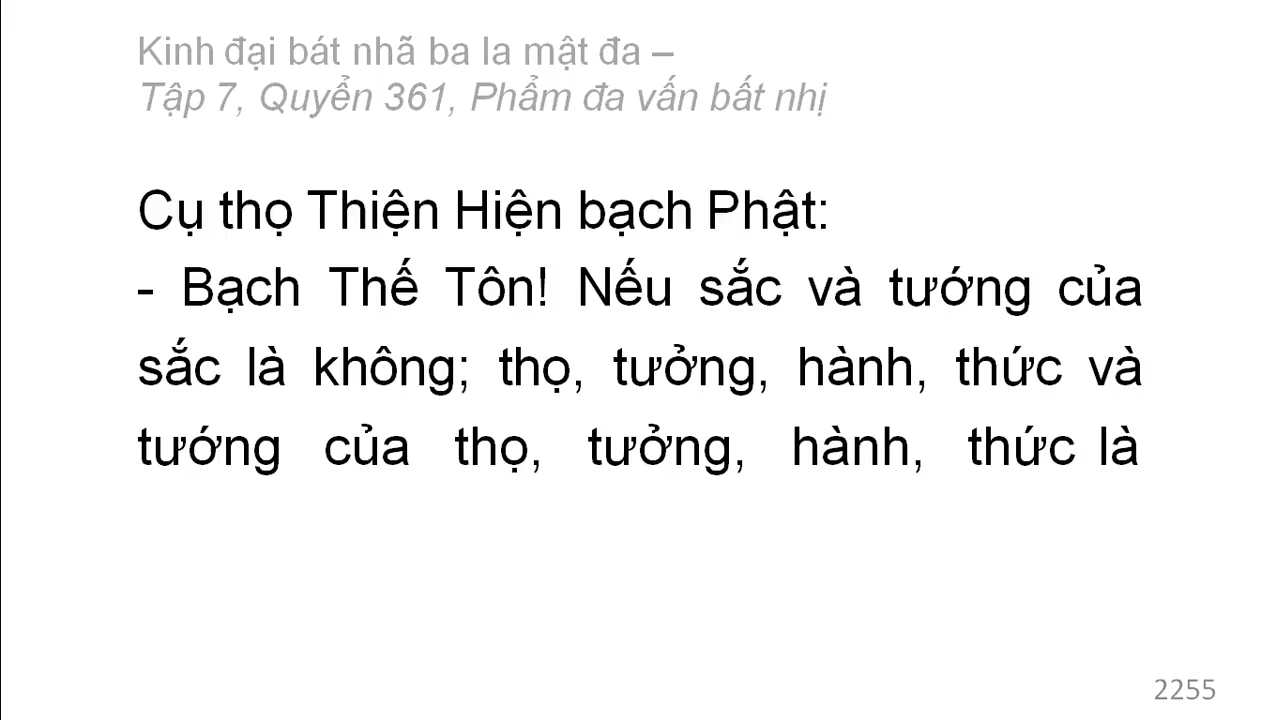 Kinh đại bát nhã ba la mật đa –
Tập 7, Quyển 361, Phẩm đa vấn bất nhị
Cụ thọ Thiện Hiện bạch Phật:
- Bạch Thế Tôn! Nếu sắc và tướng của
sắc là không; thọ, tưởng, hành, thức và
tướng của thọ, tưởng, hành, thức là
2255